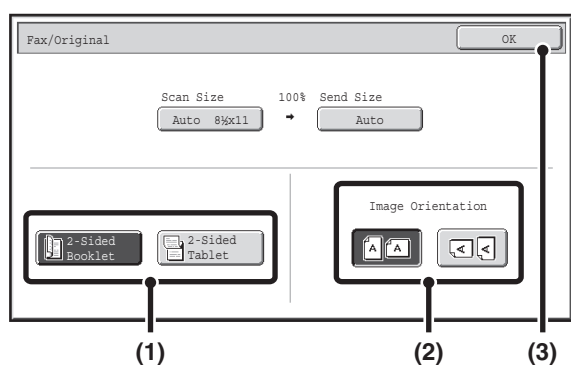 Fax/Original
OK
Scan Size 100% Send Size
Auto 8½x11 Auto
Image Orientation
2-Sided Booklet
2-Sided Tablet
A A A A
(1) (2) (3)